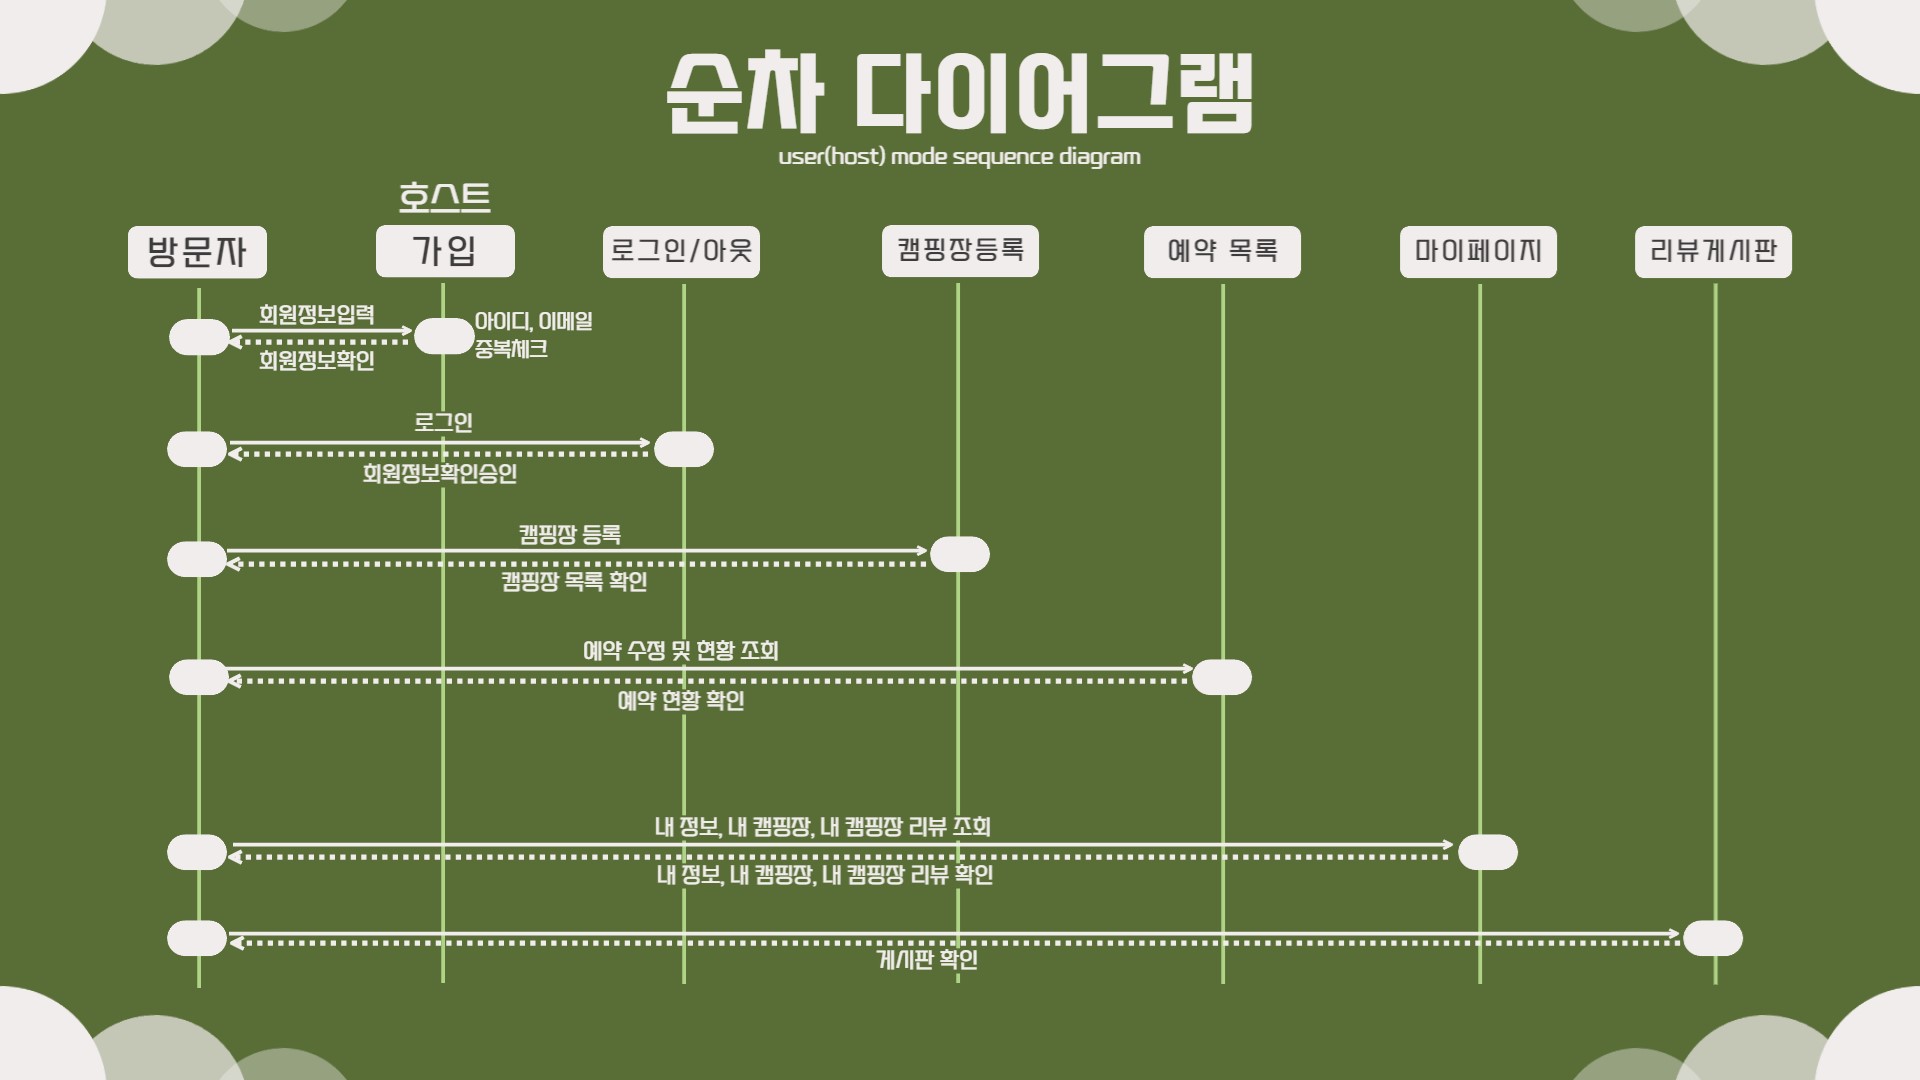 순차 다이어그램
user(host) mode sequence diagram
호스트
방문자
가입
로그인/아웃
캠핑장등록
예약 목록
마이페이지
리뷰게시판
회원정보입력
아이디, 이메일
중복체크
회원정보확인
로그인
회원정보확인승인
캠핑장 등록
캠핑장 목록 확인
예약 수정 및 현황 조회
예약 현황 확인
내 정보, 내 캠핑장, 내 캠핑장 리뷰 조회
내 정보, 내 캠핑장, 내 캠핑장 리뷰 확인
게시판 확인